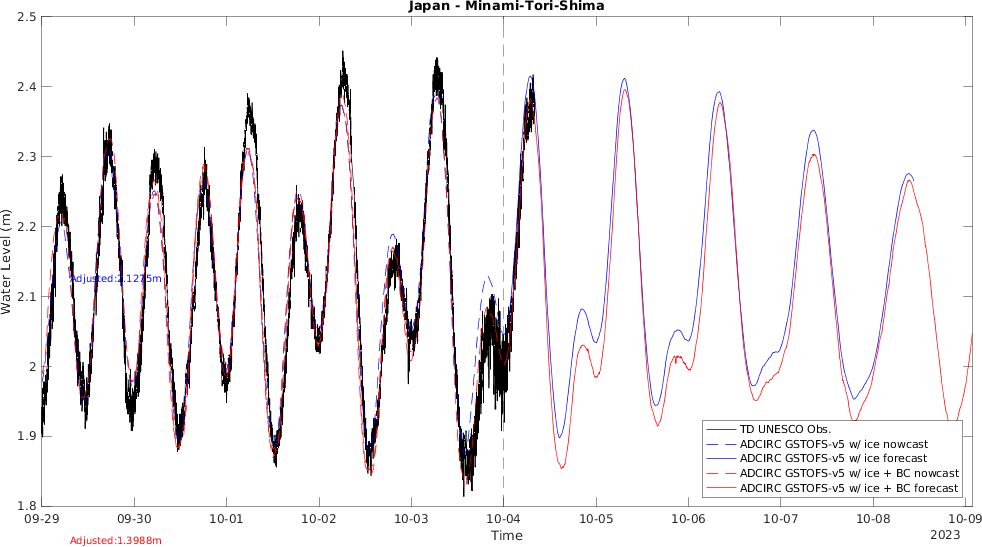 Japan - Minami-Tori-Shima
Water Level (m)
2.5
2.4
2.3
2.2
2.1
2
1.9
1.8
Adjusted:2.1275m
TD UNESCO Obs.
ADCIRC GSTOFS-v5 w/ ice nowcast
ADCIRC GSTOFS-v5 w/ ice forecast
ADCIRC GSTOFS-v5 w/ ice + BC nowcast
ADCIRC GSTOFS-v5 w/ ice + BC forecast
09-29 09-30 10-01 10-02 10-03 10-04 10-05 10-06 10-07 10-08 10-09
Time
2023
Adjusted:1.3988m